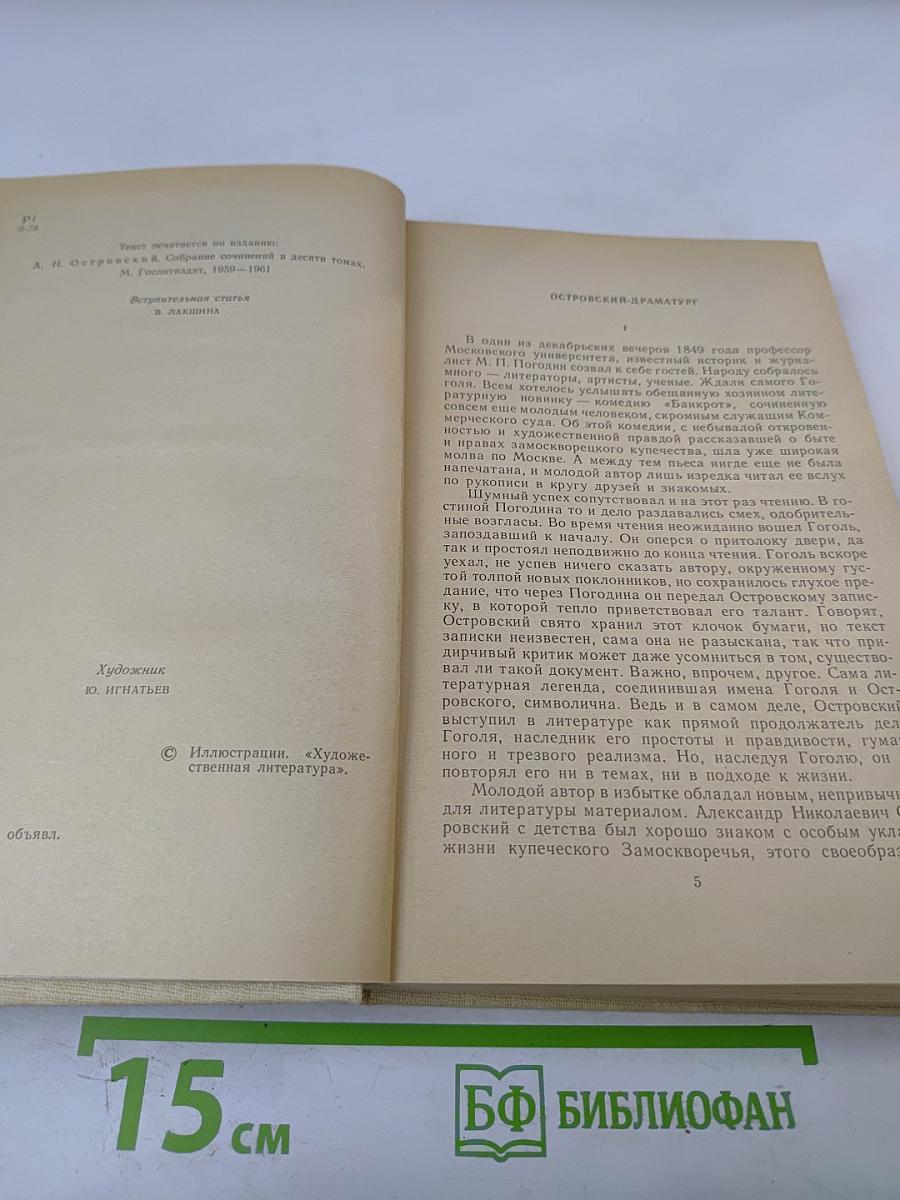 Р1
0-78
Текст печатается по изданию:
А. Н. Островский. Собрание сочинений в десяти томах,
М. Гослитиздат, 1959—1961
Вступительная статья
В. ЛАКШИНА
Художник
Ю. ИГНАТЬЕВ
© Иллюстрации. «Художе-
ственная литература».
объявл.
ОСТРОВСКИЙ-ДРАМАТУРГ
1
В один из декабрьских вечеров 1849 года профессор
Московского университета, известный историк и журна-
лист М. П. Погодин созвал к себе гостей. Народу собралось
много — литераторы, артисты, ученые. Ждали самого Го-
голя. Всем хотелось услышать обещанную хозяином лите-
ратурную новинку — комедию «Банкрот», сочиненную
совсем еще молодым человеком, скромным служащим Ком-
мерческого суда. Об этой комедии, с небывалой откровен-
ностью и художественной правдой рассказавшей о быте
и нравах замоскворецкого купечества, шла уже широкая
молва по Москве. А между тем пьеса нигде еще не была
напечатана, и молодой автор лишь изредка читал ее вслух
по рукописи в кругу друзей и знакомых.
Шумный успех сопутствовал и на этот раз чтению. В го-
стиной Погодина то и дело раздавались смех, одобритель-
ные возгласы. Во время чтения неожиданно вошел Гоголь,
запоздавший к началу. Он оперся о притолоку двери, да
так и простоял неподвижно до конца чтения. Гоголь вскоре
уехал, не успев ничего сказать автору, окруженному гус-
той толпой новых поклонников, но сохранилось глухое пре-
дание, что через Погодина он передал Островскому записк-
ку, в которой тепло приветствовал его талант. Говорят,
Островский свято хранил этот клочок бумаги, но текст
записки неизвестен, сама она не разыскана, так что при-
дирчивый критик может даже усомниться в том, существо-
вал ли такой документ. Важно, впрочем, другое. Сама ли-
тературная легенда, соединившая имена Гоголя и Ост-
ровского, символична. Ведь и в самом деле, Островский
выступил в литературе как прямой продолжатель дел
Гоголя, наследник его простоты и правдивости, гума
ного и трезвого реализма. Но, наследуя Гоголю, он
повторял его ни в темах, ни в подходе к жизни.
Молодой автор в избытке обладал новым, непривыч
для литературы материалом. Александр Николаевич О
ровский с детства был хорошо знаком с особым укла
жизни купеческого Замоскворечья, этого своеобраз
5
15 см
БФ БИБЛИОФАН